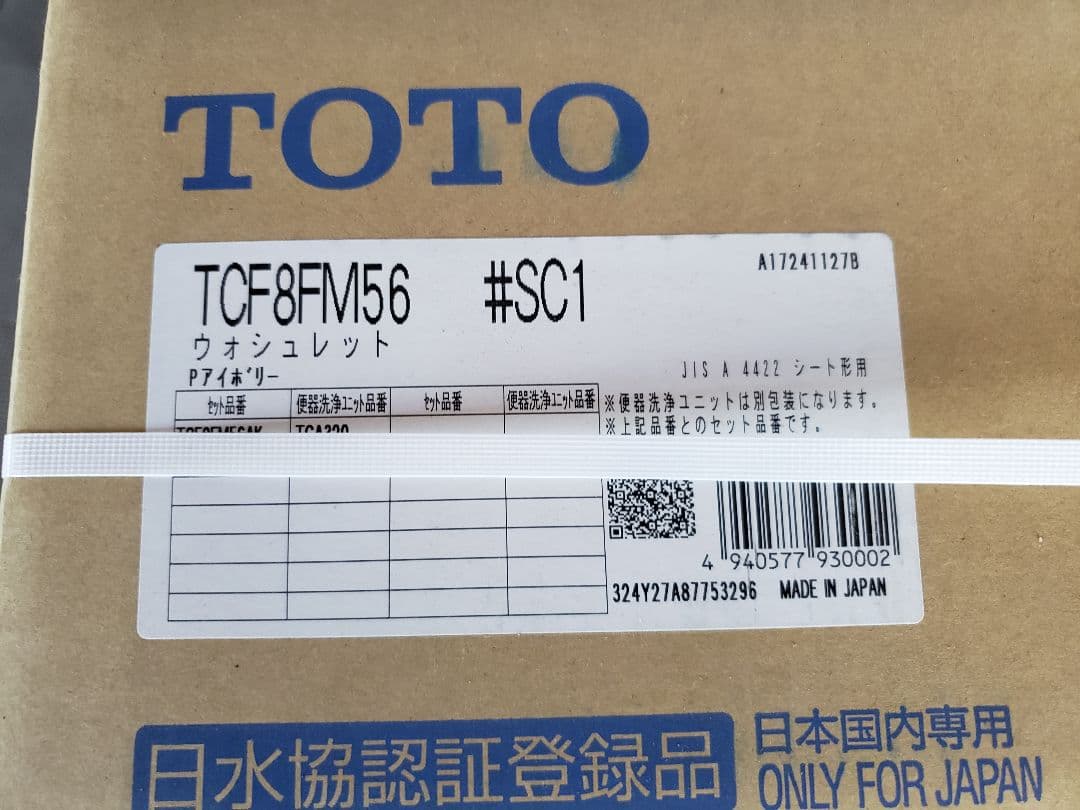 TOTO
TCF8FM56 #SC1
A17241127B
ウォシュレット
Pアイボリー
JIS A 4422 シート形用
セット品番 便器洗浄ユニット品番 セット品番 便器洗浄ユニット品番
※便器洗浄ユニットは別包装になります。
※上記品番とのセット品番です。
4 940577 930002
324Y27A87753296 MADE IN JAPAN
日水協認証登録品
日本国内専用
ONLY FOR JAPAN